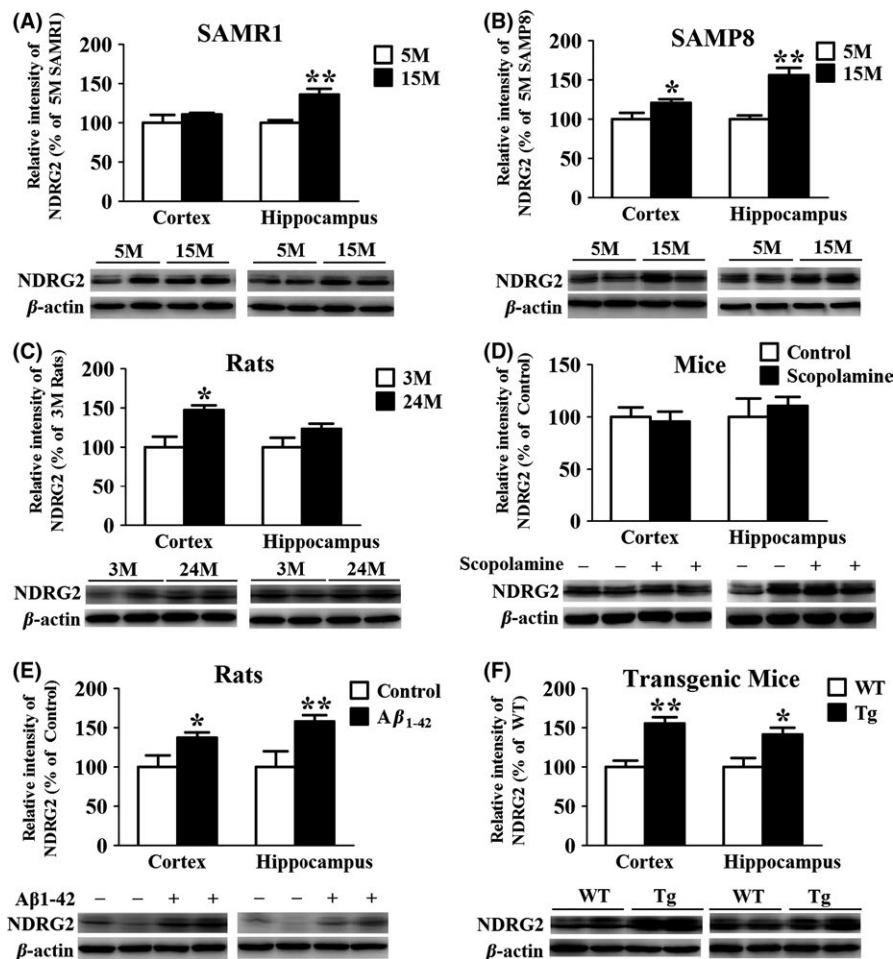 (A)
SAMR1
Relative intensity of
NDRG2 (% of 5M SAMR1)
200
150
100
50
0
5M
15M
**
Cortex Hippocampus
5M 15M 5M 15M
NDRG2
β-actin
(B)
SAMP8
Relative intensity of
NDRG2 (% of 5M SAMP8)
200
150
100
50
0
5M
15M
* **
Cortex Hippocampus
5M 15M 5M 15M
NDRG2
β-actin
(C)
Rats
Relative intensity of
NDRG2 (% of 3M Rats)
200
150
100
50
0
3M
24M
*
Cortex Hippocampus
3M 24M 3M 24M
NDRG2
β-actin
(D)
Mice
Relative intensity of
NDRG2 (% of Control)
150
100
50
0
Control
Scopolamine
Cortex Hippocampus
Scopolamine − − + + − − + +
NDRG2
β-actin
(E)
Rats
Relative intensity of
NDRG2 (% of Control)
200
150
100
50
0
Control
Aβ1-42
* **
Cortex Hippocampus
Aβ1-42 − − + + − − + +
NDRG2
β-actin
(F)
Transgenic Mice
Relative intensity of
NDRG2 (% of WT)
200
150
100
50
0
WT
Tg
** *
Cortex Hippocampus
WT Tg WT Tg
NDRG2
β-actin